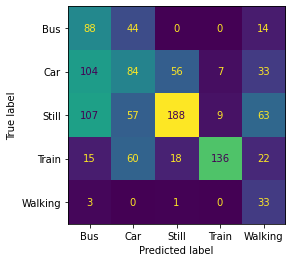 Bus 88 44 0 0 14
Car 104 84 56 7 33
Still 107 57 188 9 63
Train 15 60 18 136 22
Walking 3 0 1 0 33
Bus Car Still Train Walking
Predicted label
True label